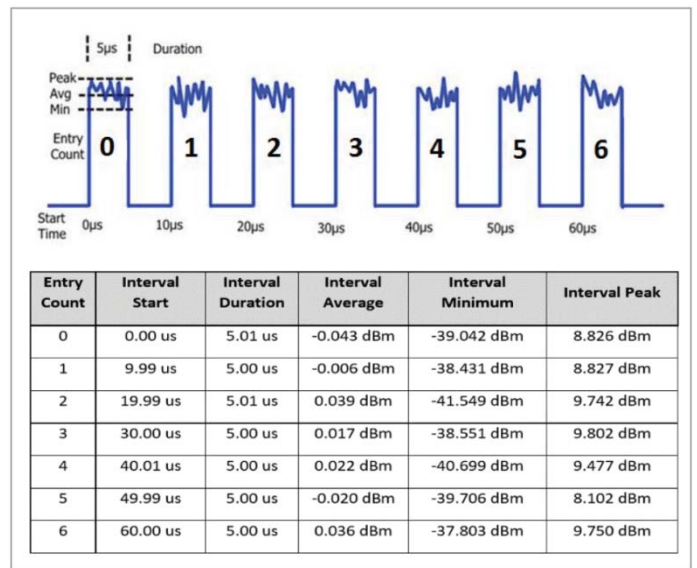 5µs Duration
Peak
Avg
Min
Entry
Count 0 1 2 3 4 5 6
Start
Time 0µs 10µs 20µs 30µs 40µs 50µs 60µs
Entry Count Interval Start Interval Duration Interval Average Interval Minimum Interval Peak
0 0.00 us 5.01 us -0.043 dBm -39.042 dBm 8.826 dBm
1 9.99 us 5.00 us -0.006 dBm -38.431 dBm 8.827 dBm
2 19.99 us 5.01 us 0.039 dBm -41.549 dBm 9.742 dBm
3 30.00 us 5.00 us 0.017 dBm -38.551 dBm 9.802 dBm
4 40.01 us 5.00 us 0.022 dBm -40.699 dBm 9.477 dBm
5 49.99 us 5.00 us -0.020 dBm -39.706 dBm 8.102 dBm
6 60.00 us 5.00 us 0.036 dBm -37.803 dBm 9.750 dBm